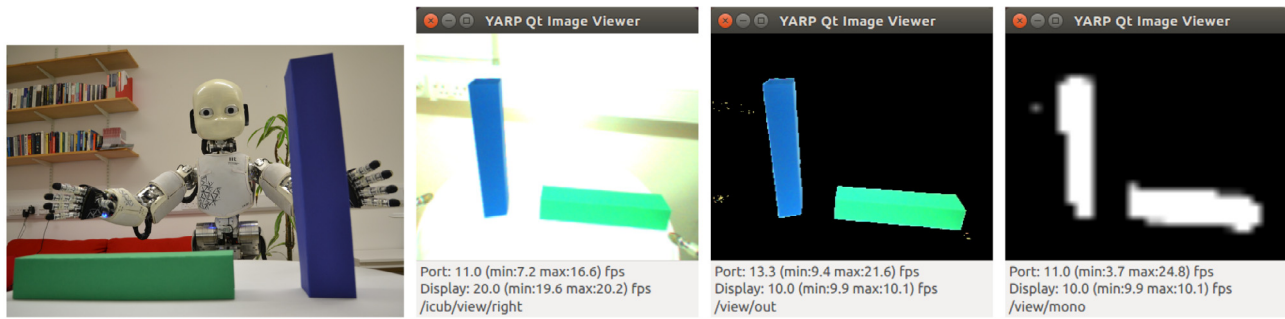 YARP Qt Image Viewer
Port: 11.0 (min:7.2 max:16.6) fps
Display: 20.0 (min:19.6 max:20.2) fps
/icub/view/right
YARP Qt Image Viewer
Port: 13.3 (min:9.4 max:21.6) fps
Display: 10.0 (min:9.9 max:10.1) fps
/view/out
YARP Qt Image Viewer
Port: 11.0 (min:3.7 max:24.8) fps
Display: 10.0 (min:9.9 max:10.1) fps
/view/mono